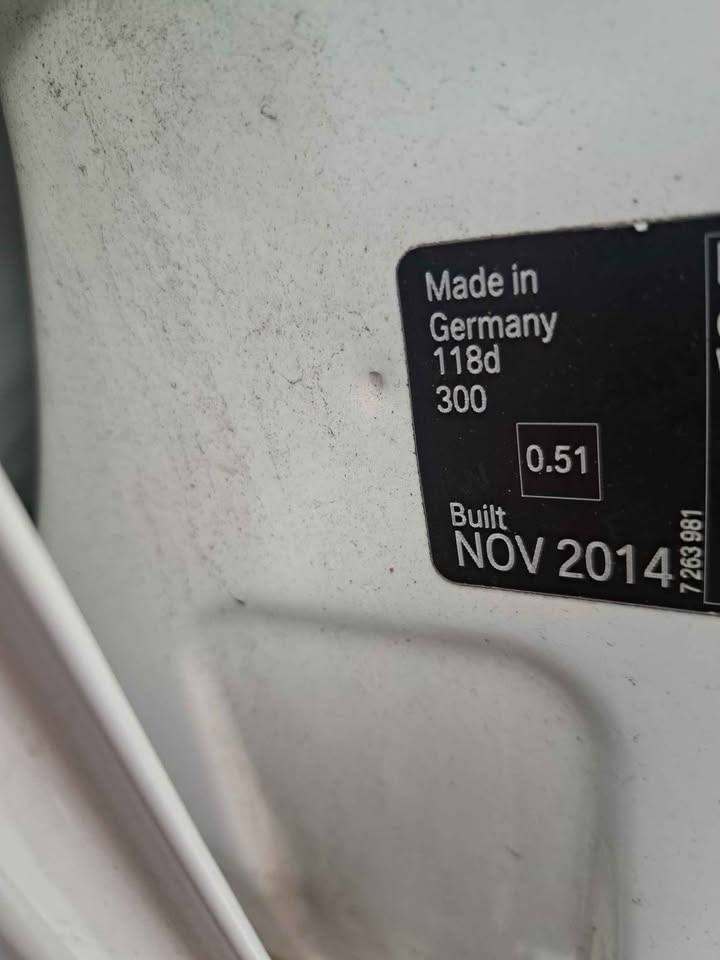 Made in
Germany
118d
300
0.51
Built
NOV 2014
7 263 981